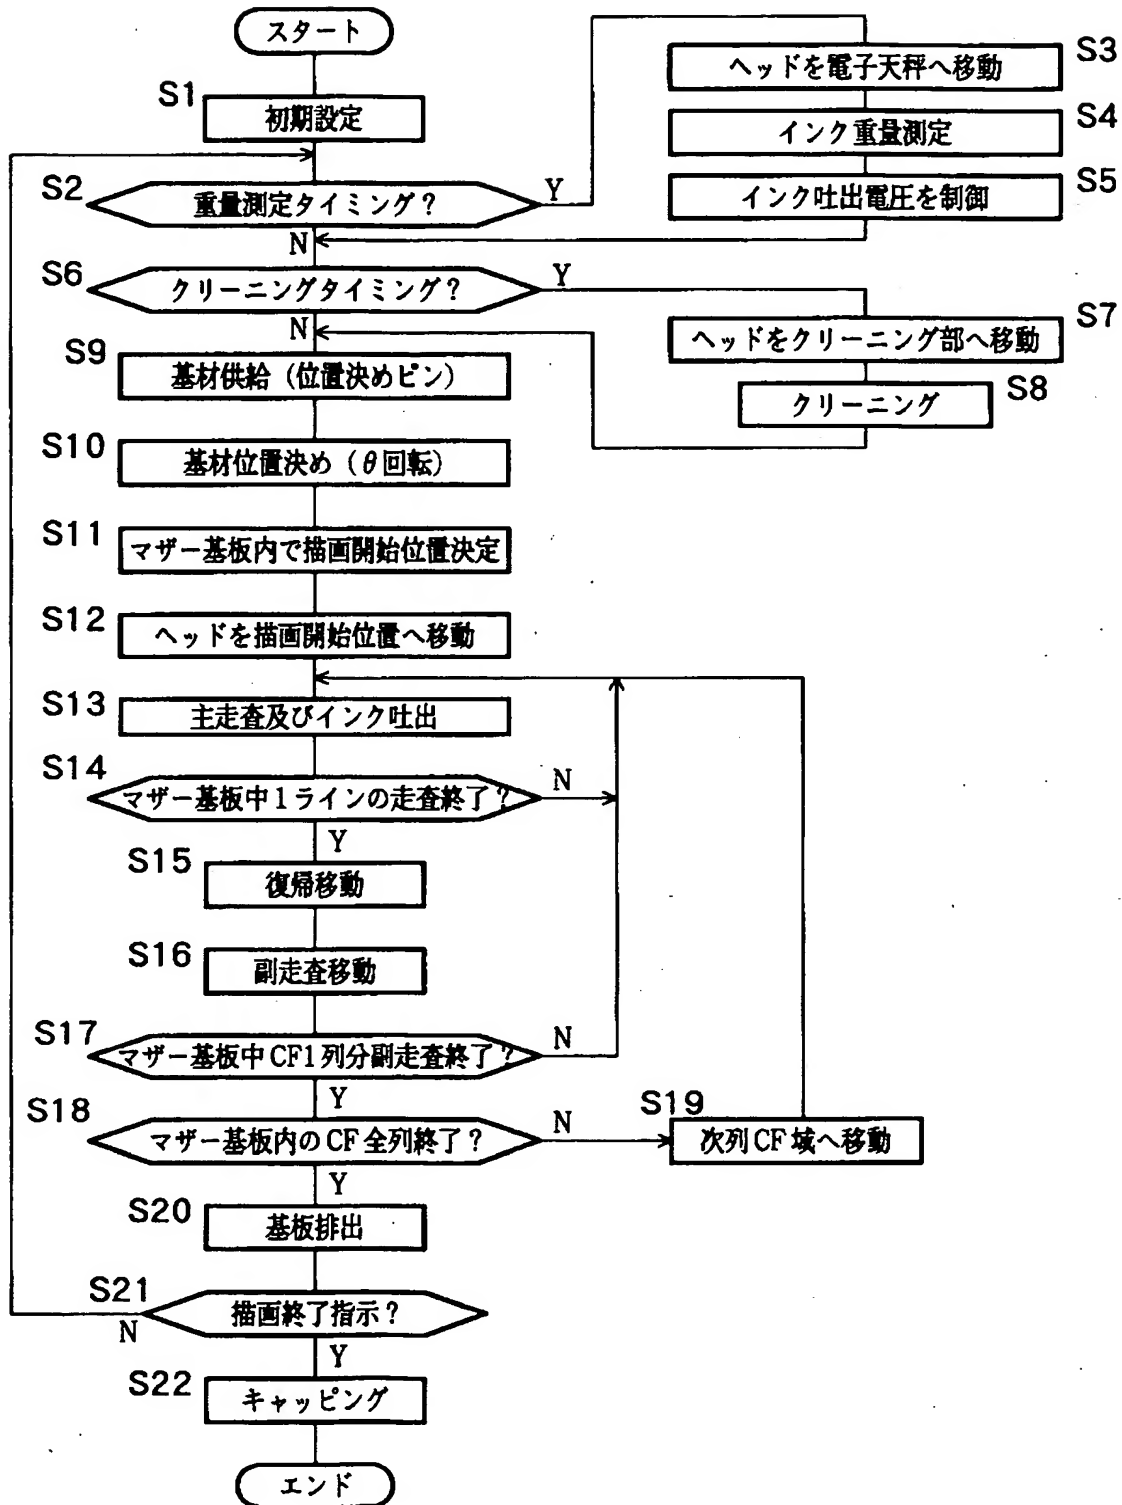 スタート
S1
初期設定
S2
重量測定タイミング?
Y
N
S3
ヘッドを電子天秤へ移動
S4
インク重量測定
S5
インク吐出電圧を制御
S6
クリーニングタイミング?
Y
N
S7
ヘッドをクリーニング部へ移動
S8
クリーニング
S9
基材供給(位置決めピン)
S10
基材位置決め(θ回転)
S11
マザー基板内で描画開始位置決定
S12
ヘッドを描画開始位置へ移動
S13
主走査及びインク吐出
S14
マザー基板中1ラインの走査終了?
N
Y
S15
復帰移動
S16
副走査移動
S17
マザー基板中CF1列分副走査終了?
N
Y
S18
マザー基板内のCF全列終了?
N
Y
S19
次列CF域へ移動
S20
基板排出
S21
描画終了指示?
N
Y
S22
キャッピング
エンド